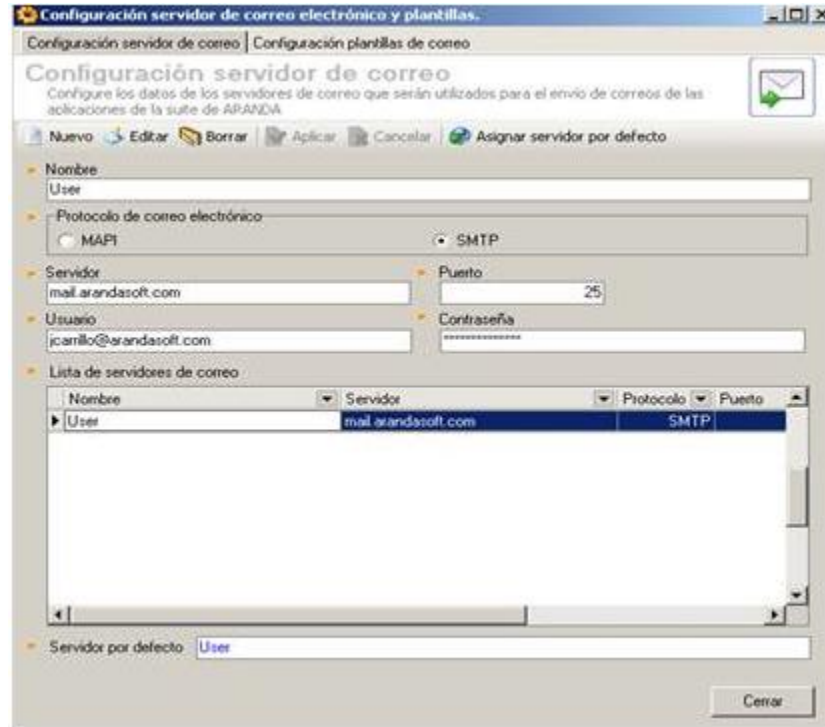 Configuración servidor de correo electrónico y plantillas.
Configuración servidor de correo Configuración plantillas de correo
Configuración servidor de correo
Configure los datos de los servidores de correo que serán utilizados para el envio de correos de las
aplicaciones de la suite de ARANDA
Nuevo Editar Borrar Aplicar Cancelar Asignar servidor por defecto
Nombre
User
Protocolo de correo electrónico
MAPI SMTP
Servidor Puerto
mail.arandasoft.com 25
Usuario Contraseña
jcarrillo@arandasoft.com **************
Lista de servidores de correo
Nombre Servidor Protocolo Puerto
User mail.arandasoft.com SMTP
Servidor por defecto User
Cerrar